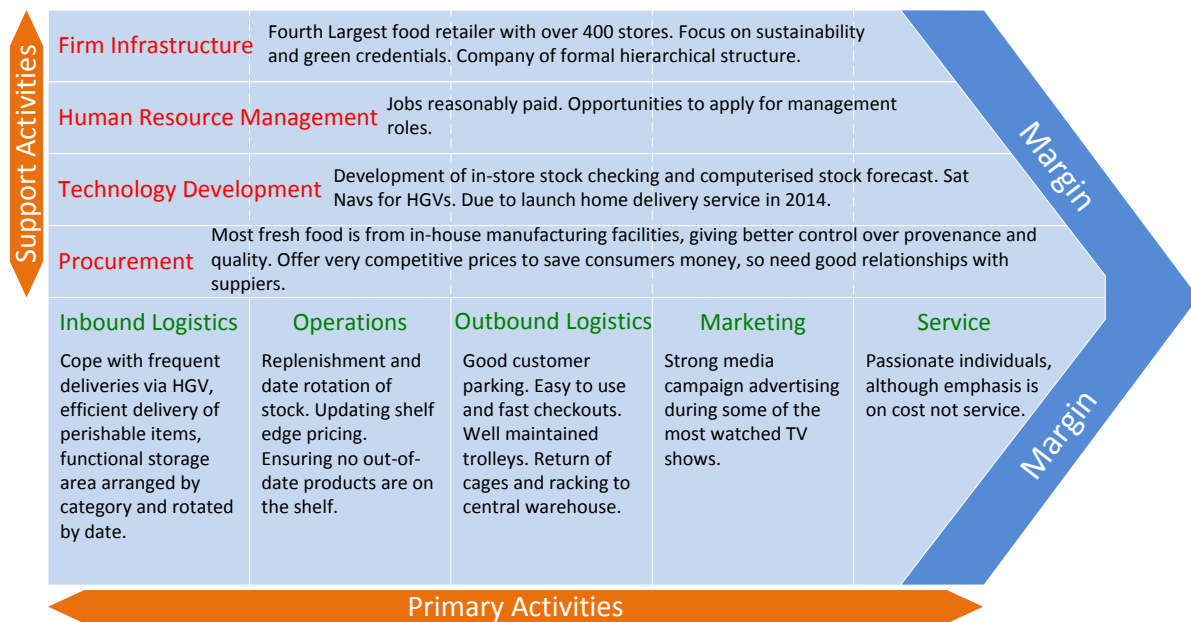 Support Activities
Firm Infrastructure
Fourth Largest food retailer with over 400 stores. Focus on sustainability
and green credentials. Company of formal hierarchical structure.
Human Resource Management
Jobs reasonably paid. Opportunities to apply for management
roles.
Technology Development
Development of in-store stock checking and computerised stock forecast. Sat
Navs for HGVs. Due to launch home delivery service in 2014.
Procurement
Most fresh food is from in-house manufacturing facilities, giving better control over provenance and
quality. Offer very competitive prices to save consumers money, so need good relationships with
suppiers.
Margin
Inbound Logistics
Cope with frequent
deliveries via HGV,
efficient delivery of
perishable items,
functional storage
area arranged by
category and rotated
by date.
Operations
Replenishment and
date rotation of
stock. Updating shelf
edge pricing.
Ensuring no out-of-
date products are on
the shelf.
Outbound Logistics
Good customer
parking. Easy to use
and fast checkouts.
Well maintained
trolleys. Return of
cages and racking to
central warehouse.
Marketing
Strong media
campaign advertising
during some of the
most watched TV
shows.
Service
Passionate individuals,
although emphasis is
on cost not service.
Margin
Primary Activities